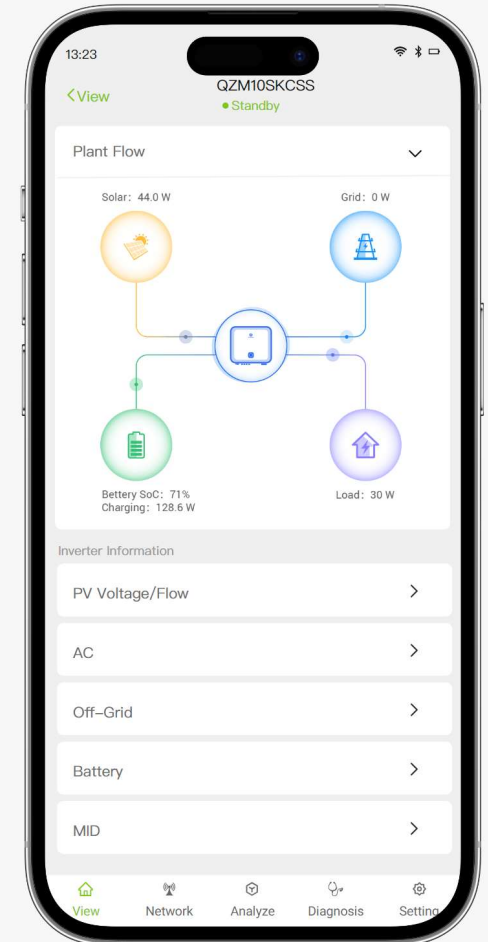 13:23
View
QZM10SKCSS
Standby
Plant Flow
Solar: 44.0 W
Grid: 0 W
Bettery SoC: 71%
Charging: 128.6 W
Load: 30 W
Inverter Information
PV Voltage/Flow
AC
Off-Grid
Battery
MID
View Network Analyze Diagnosis Setting